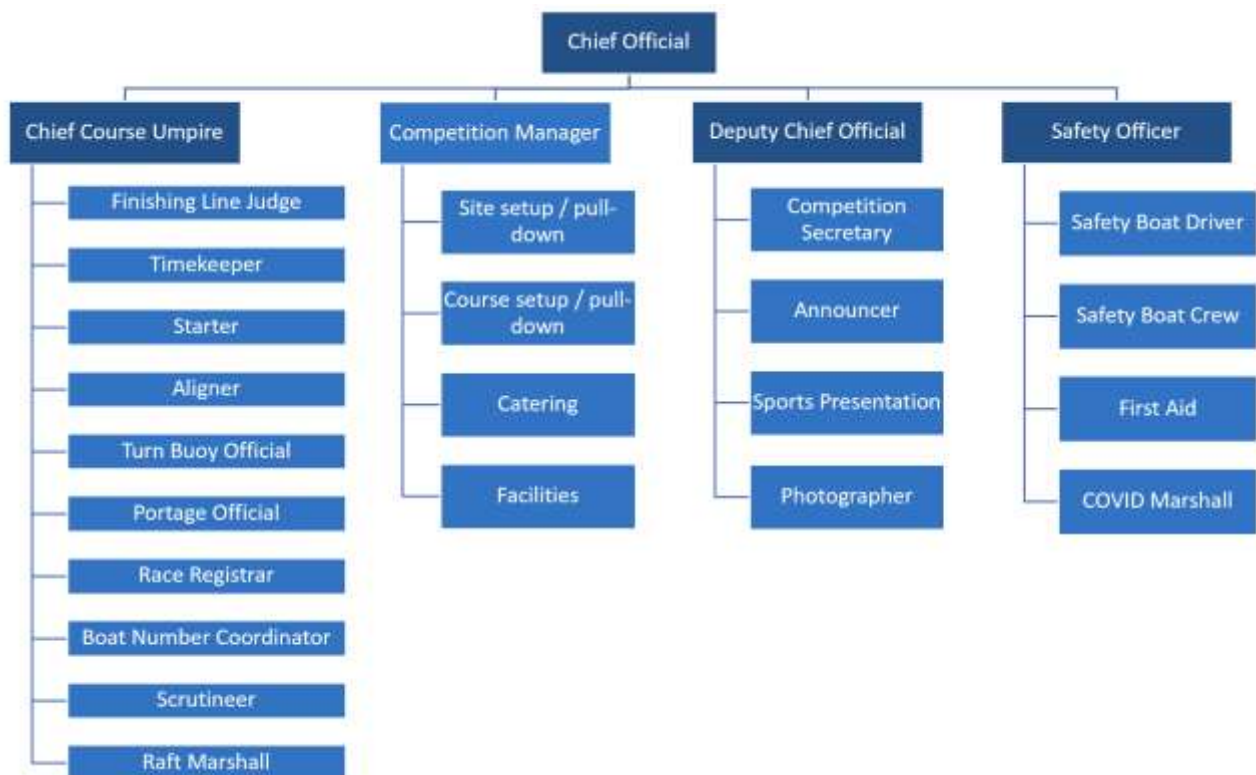 Chief Official
Chief Course Umpire
Finishing Line Judge
Timekeeper
Starter
Aligner
Turn Buoy Official
Portage Official
Race Registrar
Boat Number Coordinator
Scrutineer
Raft Marshall
Competition Manager
Site setup / pull-
down
Course setup / pull-
down
Catering
Facilities
Deputy Chief Official
Competition
Secretary
Announcer
Sports Presentation
Photographer
Safety Officer
Safety Boat Driver
Safety Boat Crew
First Aid
COVID Marshall